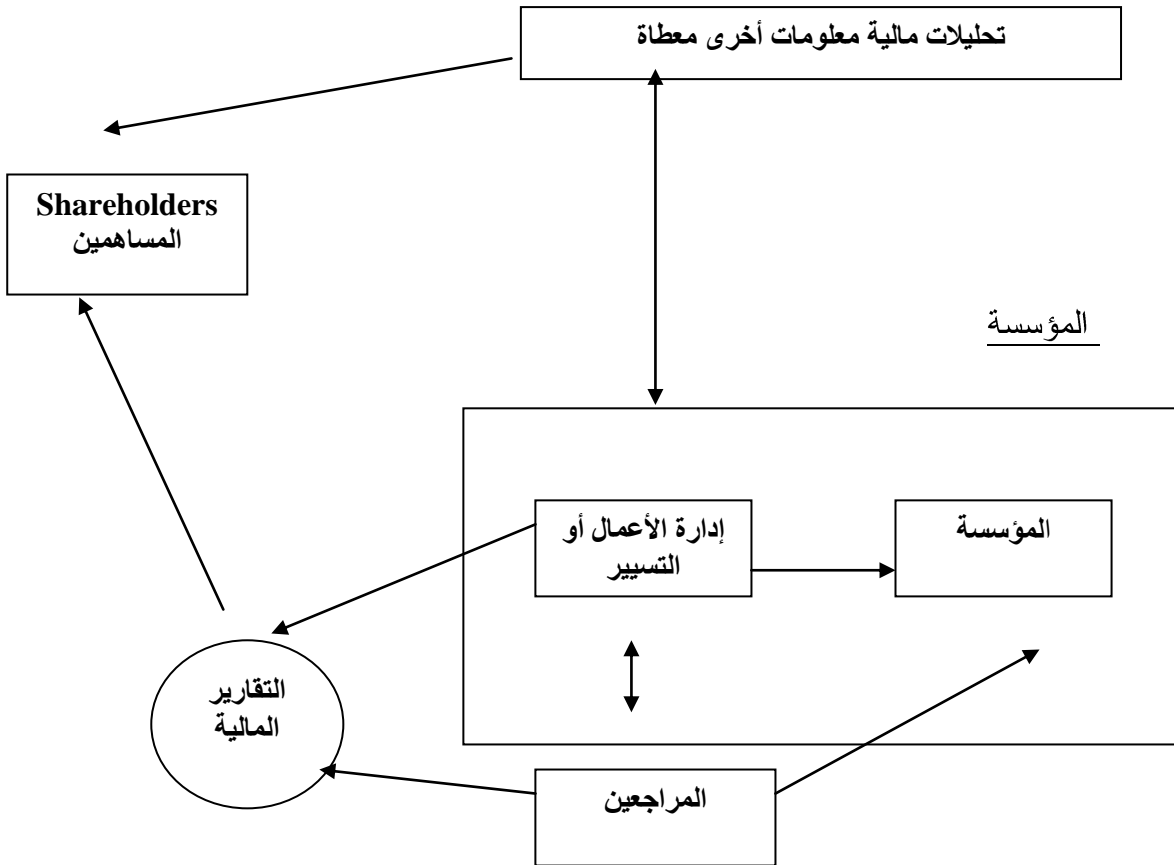 تحليلات مالية معلومات أخرى معطاة
Shareholders
المساهمين
المؤسسة
إدارة الأعمال أو
التسيير
المؤسسة
التقارير
المالية
المراجعين